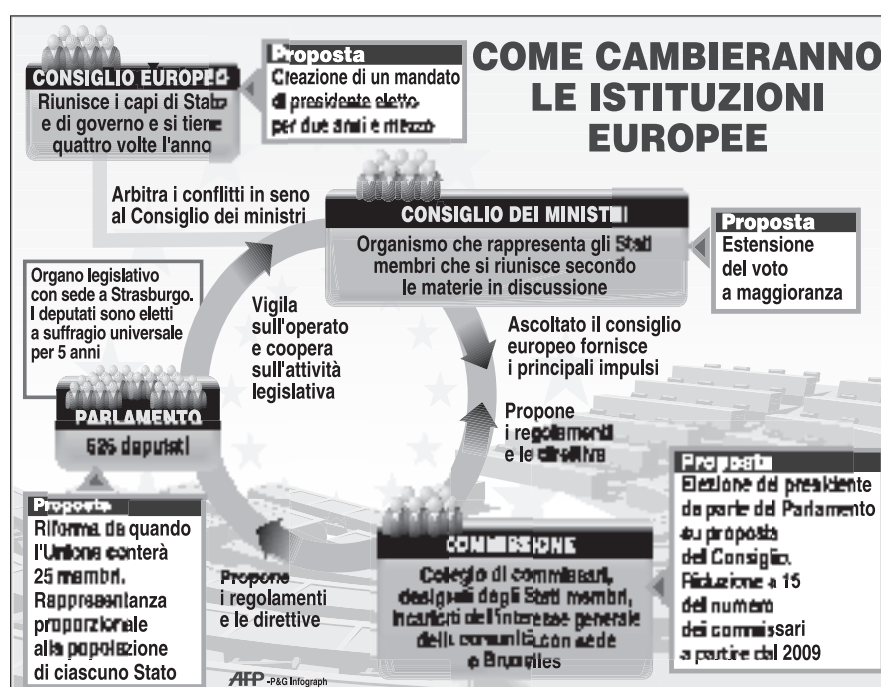 COME CAMBIERANNO
LE ISTITUZIONI
EUROPEE
CONSIGLIO EUROPEO
Riunisce i capi di Stato
e di governo e si tiene
quattro volte l'anno
Proposta
Creazione di un mandato
di presidente eletto
per due anni e mezzo
Arbitra i conflitti in seno
al Consiglio dei ministri
CONSIGLIO DEI MINISTRI
Organismo che rappresenta gli Stati
membri che si riunisce secondo
le materie in discussione
Proposta
Estensione
del voto
a maggioranza
Organo legislativo
con sede a Strasburgo.
I deputati sono eletti
a suffragio universale
per 5 anni
Vigila
sull'operato
e coopera
sull'attività
legislativa
Ascoltato il consiglio
europeo fornisce
i principali impulsi
PARLAMENTO
626 deputati
Propone
i regolamenti
e le direttive
Proposta
Riforma da quando
l'Unione conterà
25 membri.
Rappresentanza
proporzionale
alla popolazione
di ciascuno Stato
Propone
i regolamenti
e le direttive
COMMISSIONE
Collegio di commissari,
designati dagli Stati membri,
incaricati dell'interesse generale
della comunità, con sede
a Bruxelles
Proposta
Elezione del presidente
da parte del Parlamento
su proposta
del Consiglio.
Riduzione a 15
del numero
dei commissari
a partire dal 2009
AFP -P&G Infograph